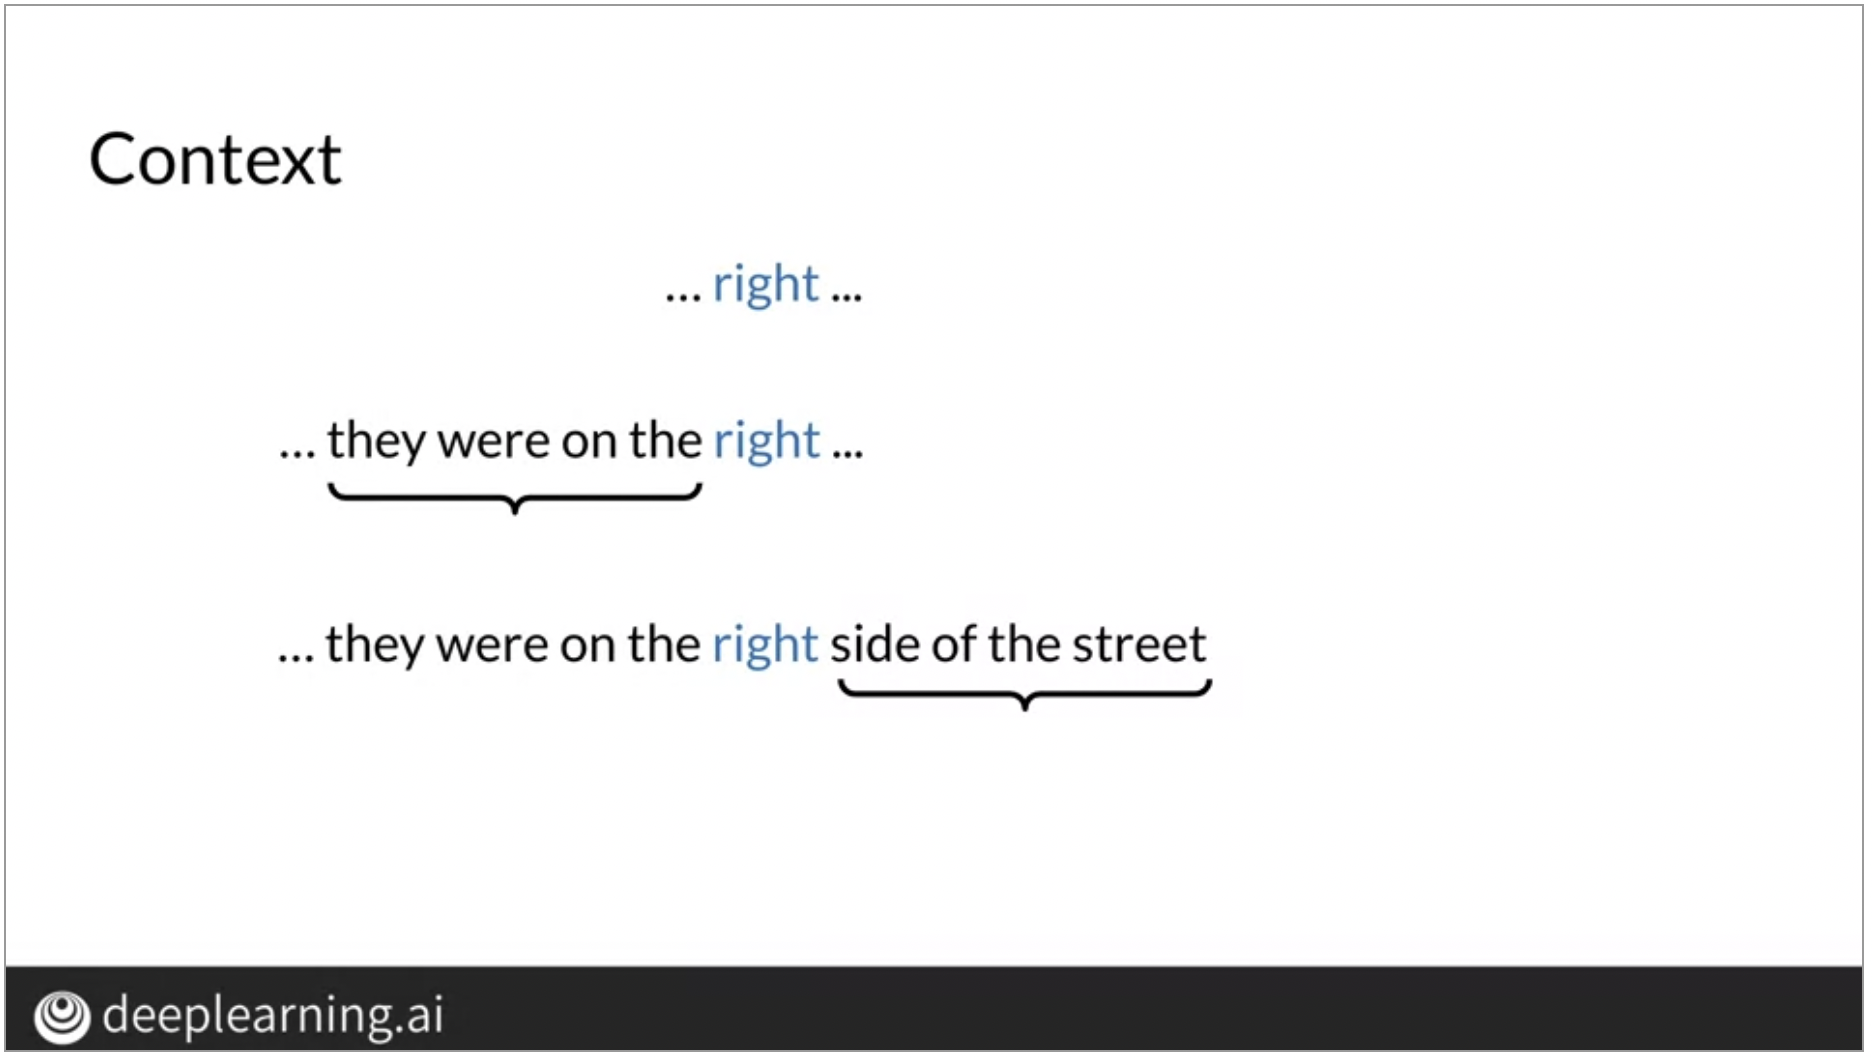 Context
... right ...
... they were on the right ...
... they were on the right side of the street
deeplearning.ai